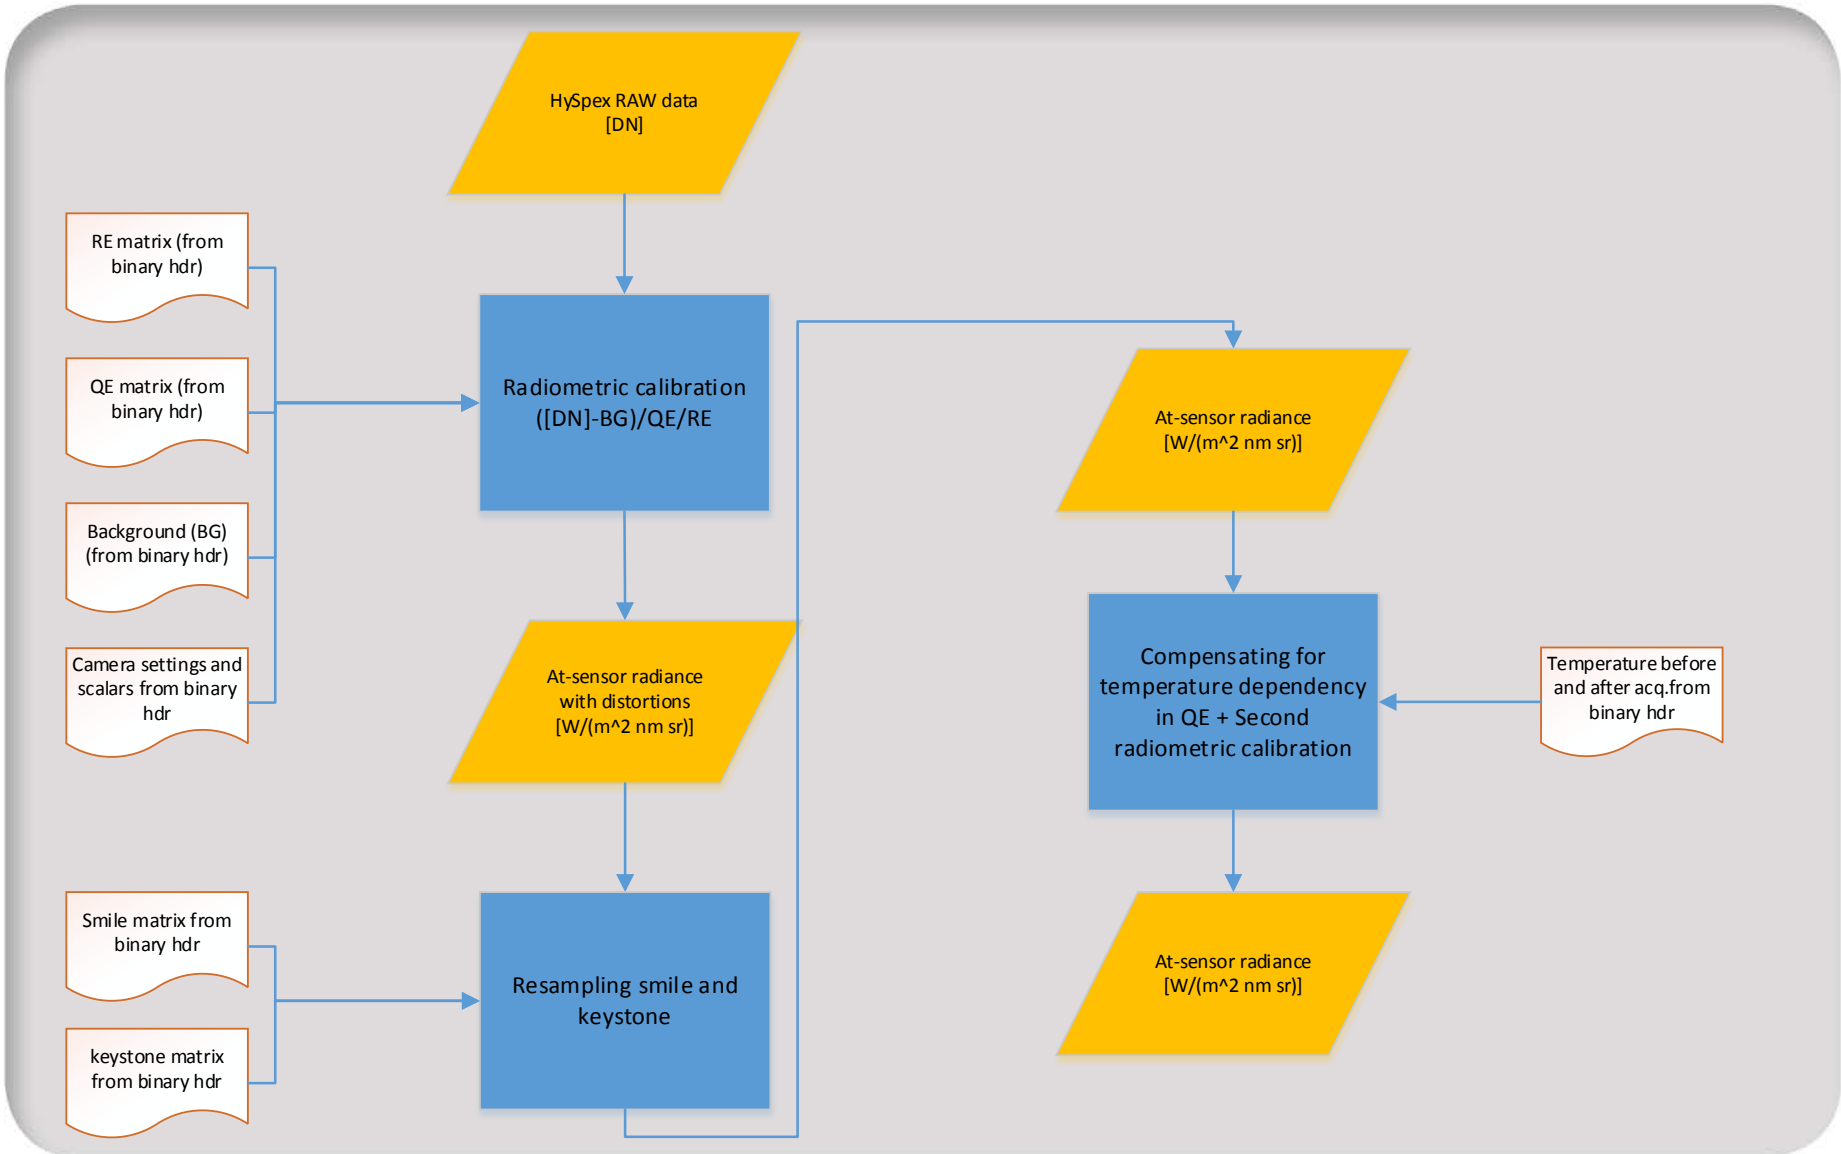 HySpex RAW data
[DN]
RE matrix (from
binary hdr)
QE matrix (from
binary hdr)
Background (BG)
(from binary hdr)
Camera settings and
scalars from binary
hdr
Radiometric calibration
([DN]-BG)/QE/RE
At-sensor radiance
with distortions
[W/(m^2 nm sr)]
Smile matrix from
binary hdr
keystone matrix
from binary hdr
Resampling smile and
keystone
At-sensor radiance
[W/(m^2 nm sr)]
Compensating for
temperature dependency
in QE + Second
radiometric calibration
Temperature before
and after acq.from
binary hdr
At-sensor radiance
[W/(m^2 nm sr)]